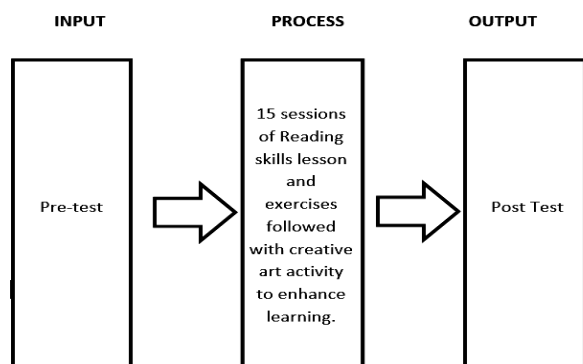 INPUT
PROCESS
OUTPUT
Pre-test
15 sessions
of Reading
skills lesson
and
exercises
followed
with creative
art activity
to enhance
learning.
Post Test